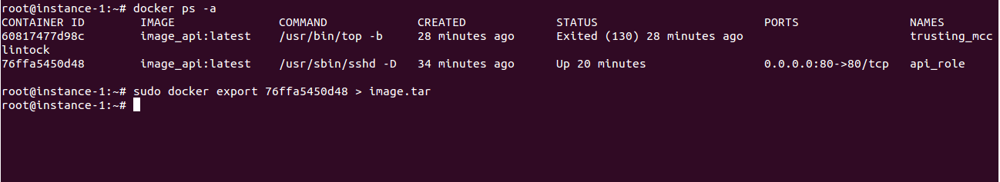 root@instance-1:~# docker ps -a
CONTAINER ID        IMAGE               COMMAND             CREATED             STATUS                        PORTS                NAMES
60817477d98c        image_api:latest    /usr/bin/top -b     28 minutes ago      Exited (130) 28 minutes ago                        trusting_mcc
lintock
76ffa5450d48        image_api:latest    /usr/sbin/sshd -D   34 minutes ago      Up 20 minutes                 0.0.0.0:80->80/tcp   api_role
root@instance-1:~# sudo docker export 76ffa5450d48 > image.tar
root@instance-1:~#